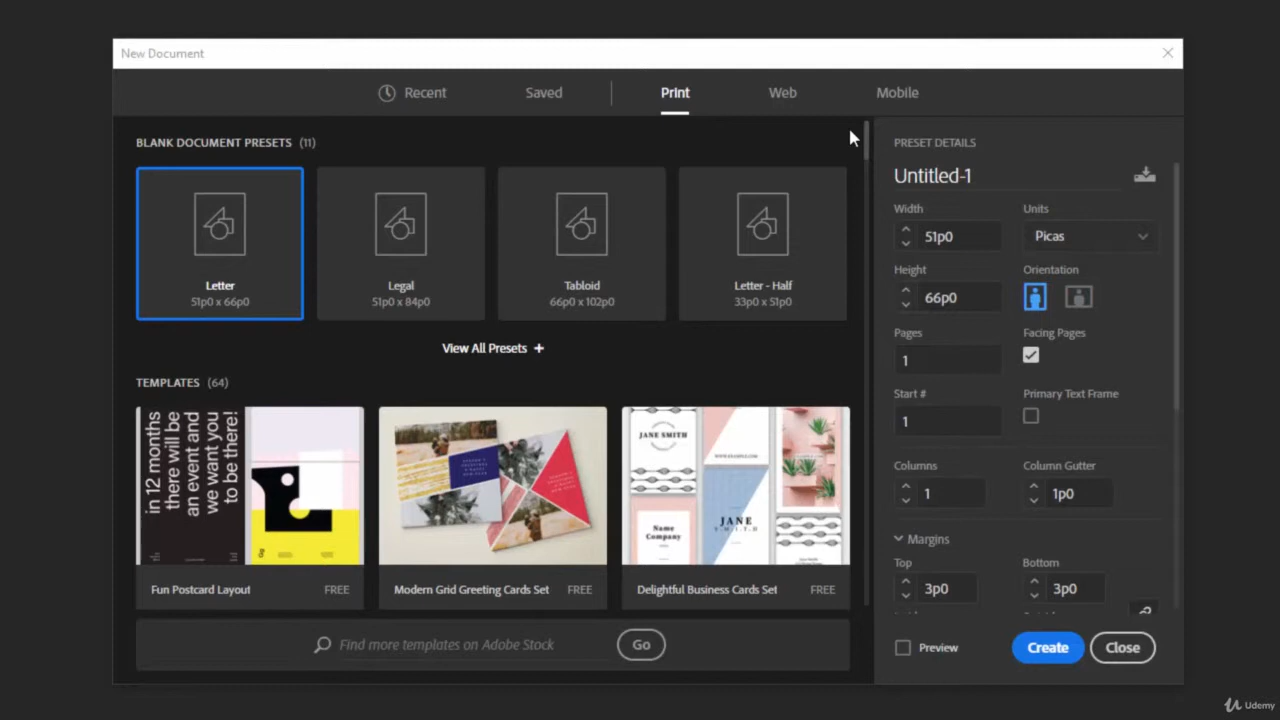 New Document
Recent
Saved
Print
Web
Mobile
BLANK DOCUMENT PRESETS (11)
Letter
51p0 x 66p0
Legal
51p0 x 84p0
Tabloid
66p0 x 102p0
Letter - Half
33p0 x 51p0
View All Presets +
TEMPLATES (64)
in 12 months
there will be
an event and
we want you
to be there!
Go
JANE SMITH
Name
Company
JANE
SMITH
Fun Postcard Layout FREE
Modern Grid Greeting Cards Set FREE
Delightful Business Cards Set FREE
Find more templates on Adobe Stock
Go
PRESET DETAILS
Untitled-1
Width
Units
51p0
Picas
Height
Orientation
66p0
Pages
Facing Pages
1
Start #
Primary Text Frame
1
Columns
Column Gutter
1
1p0
Margins
Top
Bottom
3p0
3p0
Preview
Create
Close
Udemy